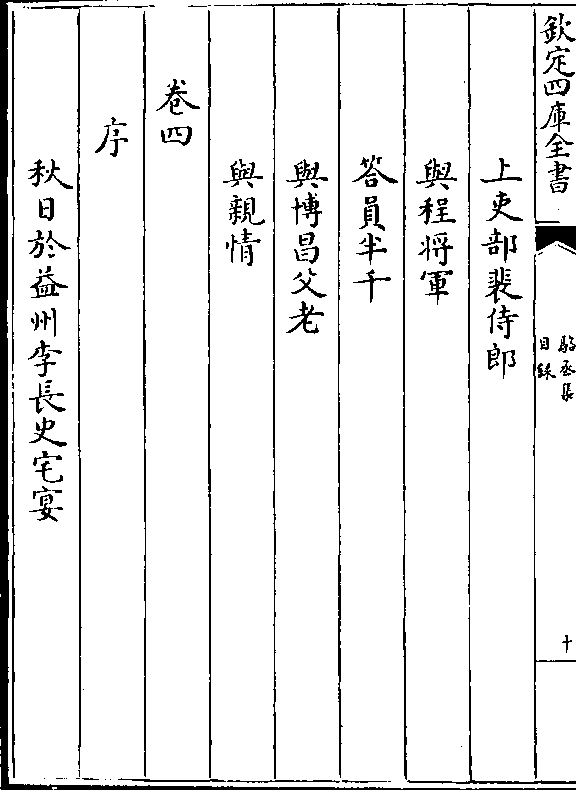 欽定四庫全書
駱丞集
目録
十
上吏部裴侍郎
與程將軍
答員半千
與博昌父老
與親情
卷四
序
秋日於益州李長史宅宴